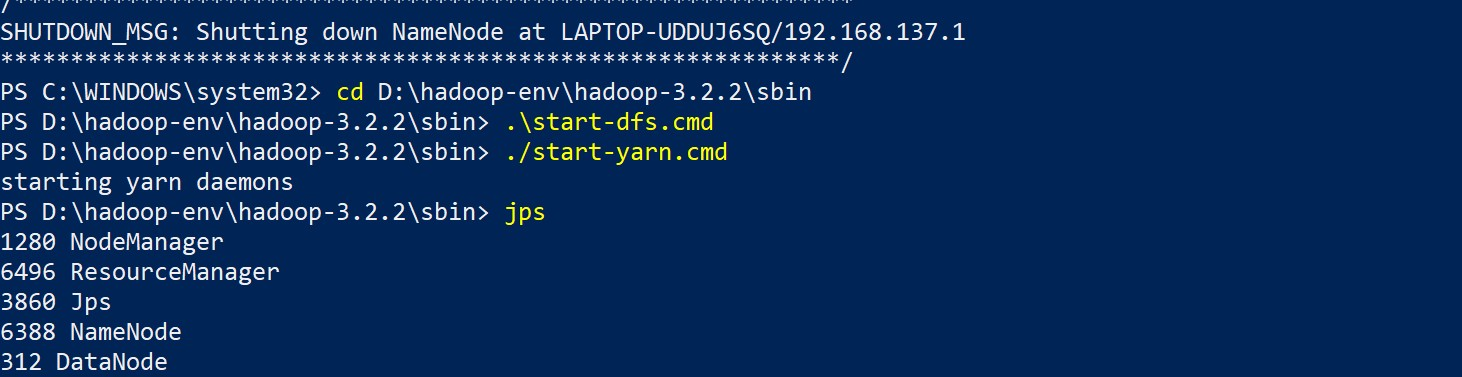 /************************************************************
SHUTDOWN_MSG: Shutting down NameNode at LAPTOP-UDDUJ6SQ/192.168.137.1
************************************************************/
PS C:\WINDOWS\system32> cd D:\hadoop-env\hadoop-3.2.2\sbin
PS D:\hadoop-env\hadoop-3.2.2\sbin> .\start-dfs.cmd
PS D:\hadoop-env\hadoop-3.2.2\sbin> ./start-yarn.cmd
starting yarn daemons
PS D:\hadoop-env\hadoop-3.2.2\sbin> jps
1280 NodeManager
6496 ResourceManager
3860 Jps
6388 NameNode
312 DataNode